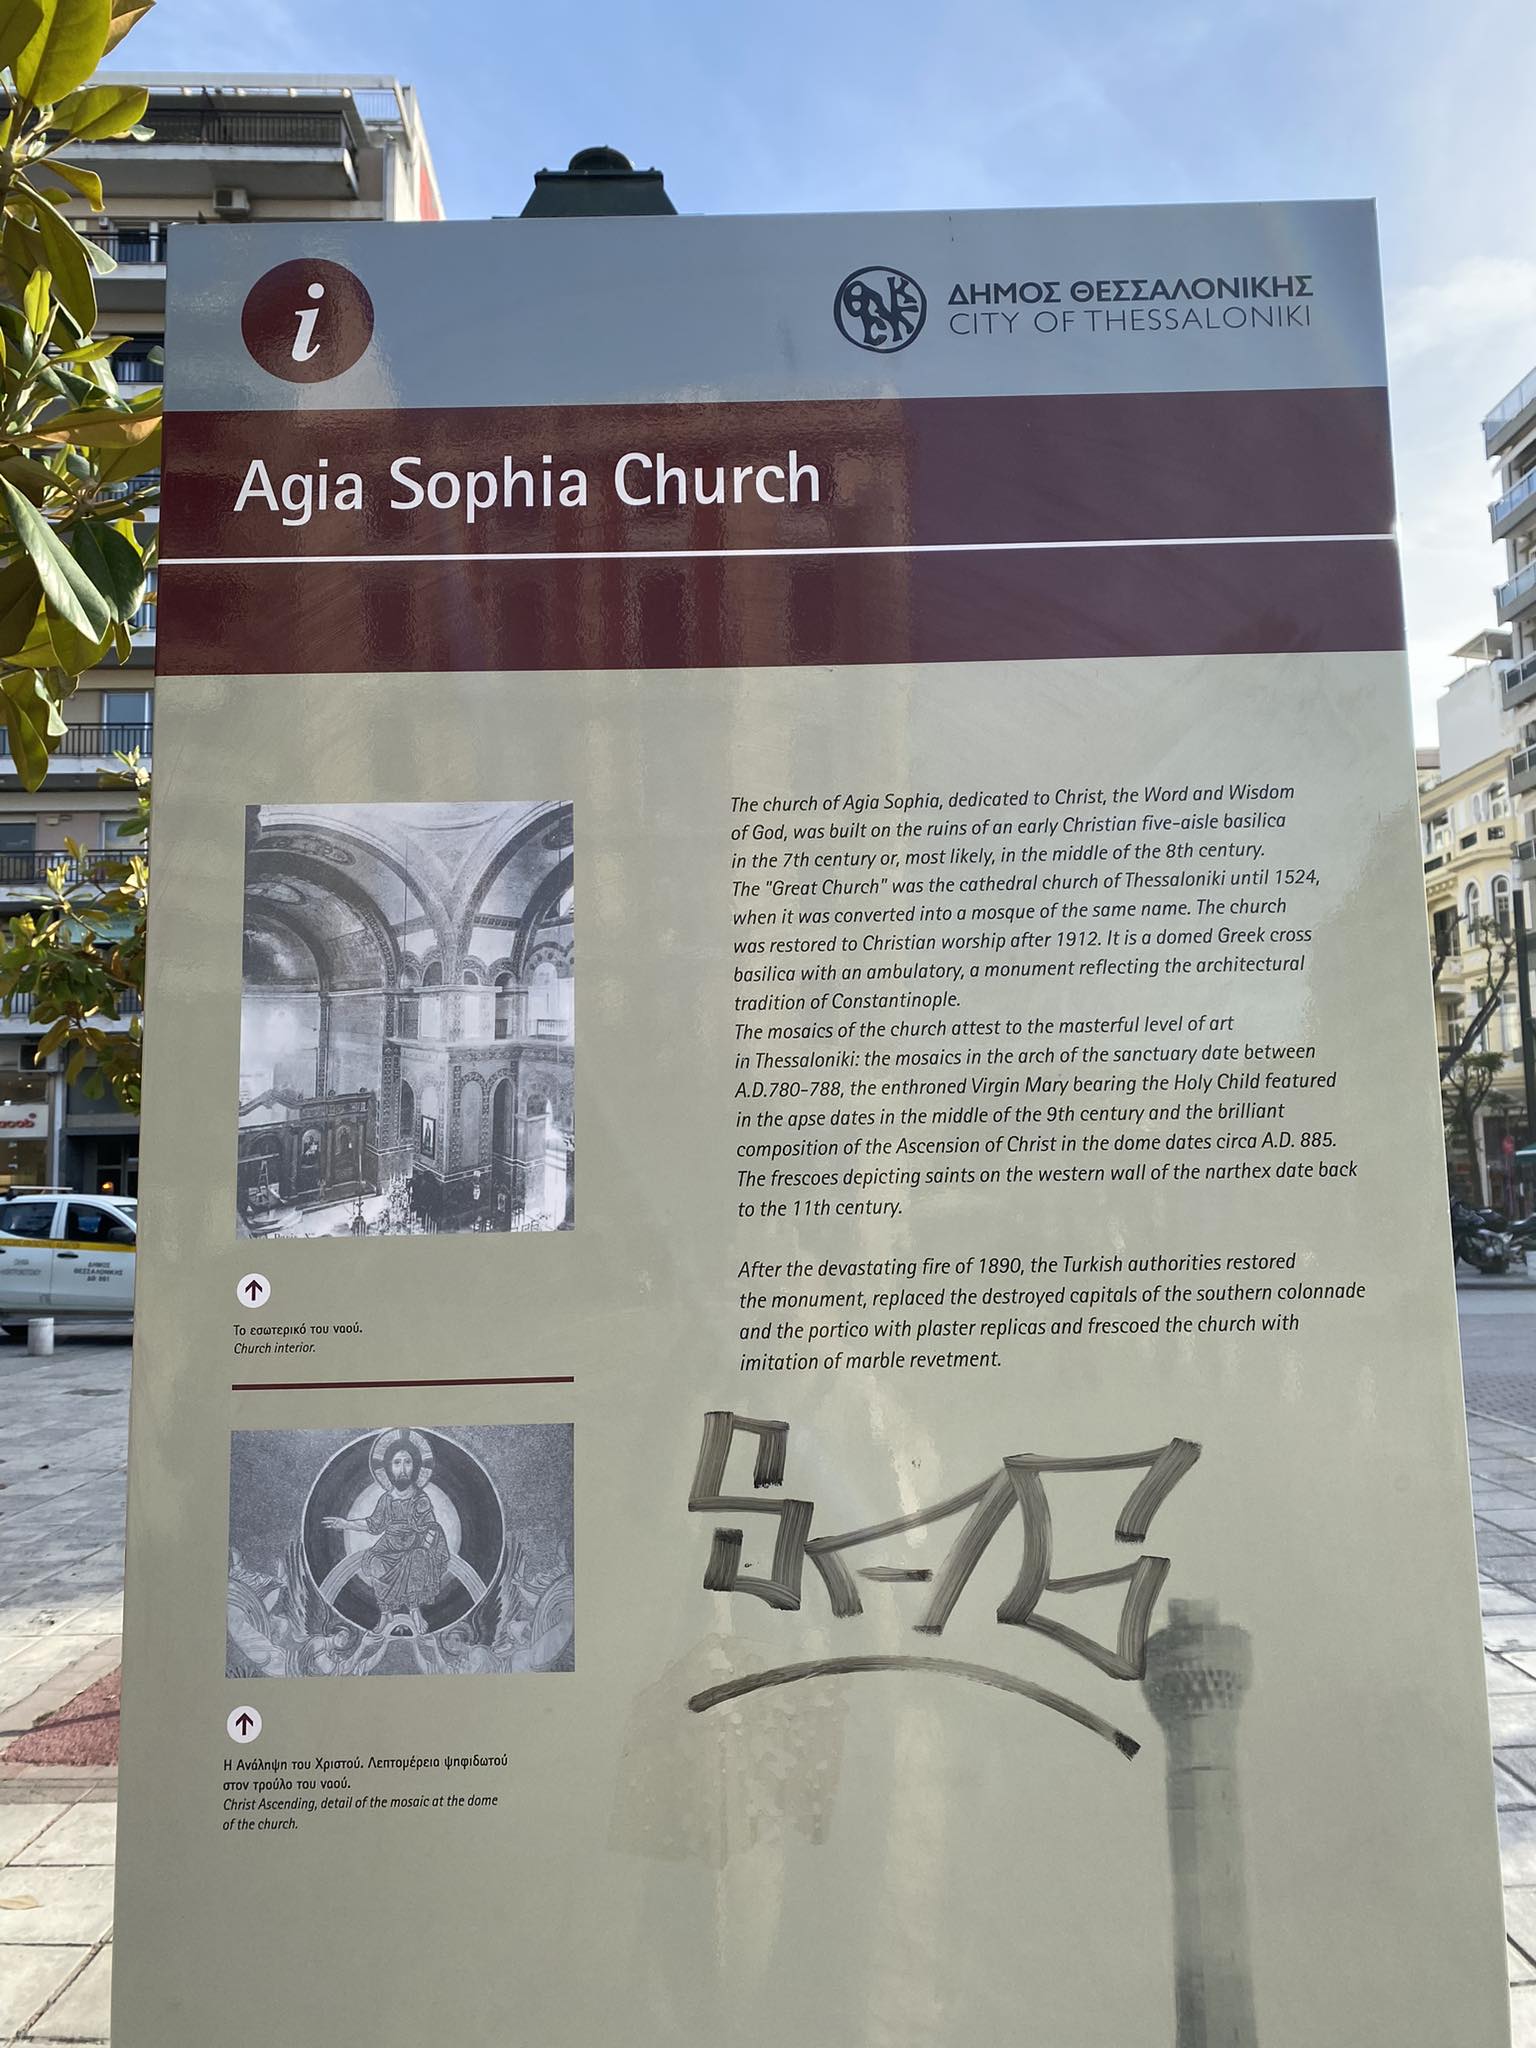 i
ΔΗΜΟΣ ΘΕΣΣΑΛΟΝΙΚΗΣ
CITY OF THESSALONIKI
Agia Sophia Church
The church of Agia Sophia, dedicated to Christ, the Word and Wisdom
of God, was built on the ruins of an early Christian five-aisle basilica
in the 7th century or, most likely, in the middle of the 8th century.
The "Great Church" was the cathedral church of Thessaloniki until 1524,
when it was converted into a mosque of the same name. The church
was restored to Christian worship after 1912. It is a domed Greek cross
basilica with an ambulatory, a monument reflecting the architectural
tradition of Constantinople.
The mosaics of the church attest to the masterful level of art
in Thessaloniki: the mosaics in the arch of the sanctuary date between
A.D.780-788, the enthroned Virgin Mary bearing the Holy Child featured
in the apse dates in the middle of the 9th century and the brilliant
composition of the Ascension of Christ in the dome dates circa A.D. 885.
The frescoes depicting saints on the western wall of the narthex date back
to the 11th century.
After the devastating fire of 1890, the Turkish authorities restored
the monument, replaced the destroyed capitals of the southern colonnade
and the portico with plaster replicas and frescoed the church with
imitation of marble revetment.
Το εσωτερικό του ναού.
Church interior.
Η Ανάληψη του Χριστού. Λεπτομέρεια ψηφιδωτού
στον τρούλο του ναού.
Christ Ascending, detail of the mosaic at the dome
of the church.
ΔΗΜΟΣ
ΘΕΣΣΑΛΟΝΙΚΗΣ